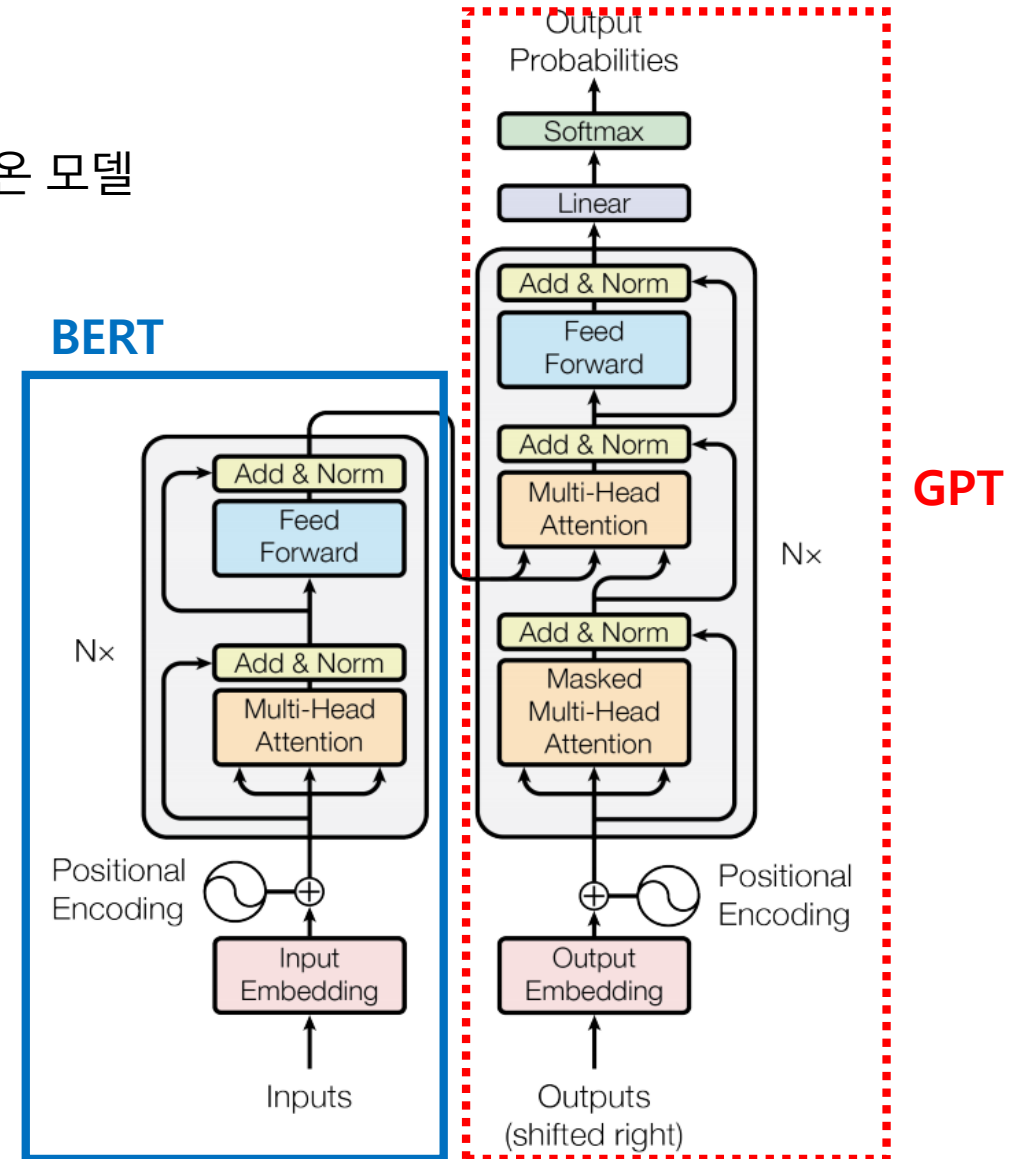 온 모델
BERT
Add & Norm
Feed
Forward
Nx
Add & Norm
Multi-Head
Attention
Positional
Encoding
Input
Embedding
Inputs
Output
Probabilities
Softmax
Linear
Add & Norm
Feed
Forward
Add & Norm
Multi-Head
Attention
GPT
Nx
Add & Norm
Masked
Multi-Head
Attention
Positional
Encoding
Output
Embedding
Outputs
(shifted right)